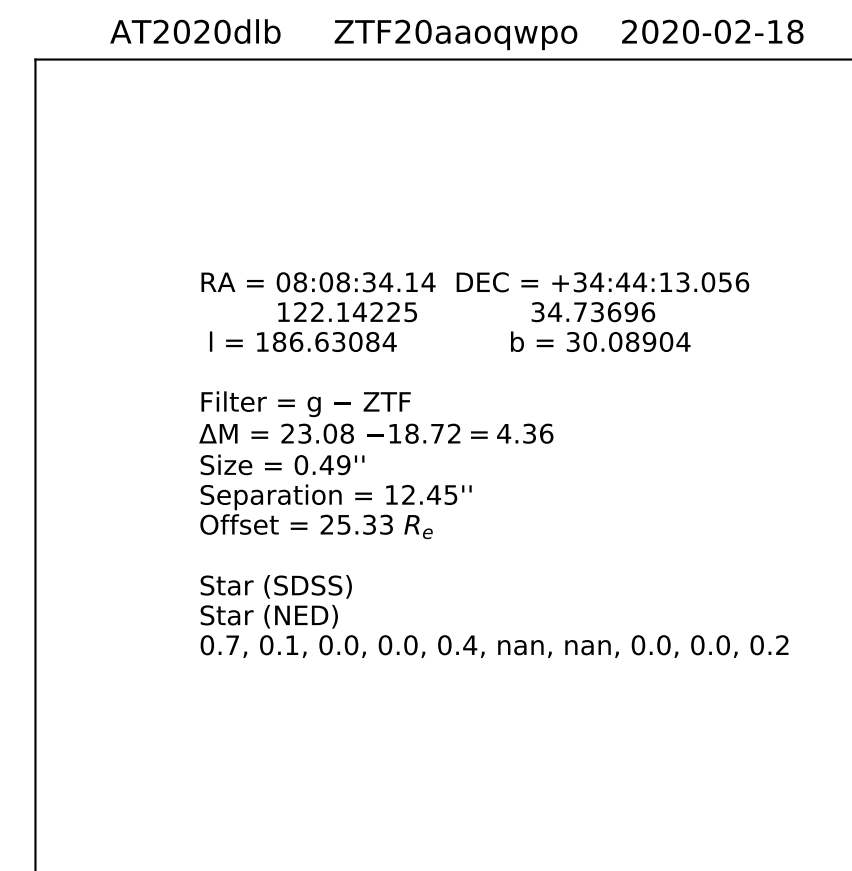 AT2020dlb ZTF20aaoqwpo 2020-02-18
RA = 08:08:34.14 DEC = +34:44:13.056
122.14225 34.73696
l = 186.63084 b = 30.08904
Filter = g − ZTF
ΔM = 23.08 −18.72 = 4.36
Size = 0.49''
Separation = 12.45''
Offset = 25.33 Re
Star (SDSS)
Star (NED)
0.7, 0.1, 0.0, 0.0, 0.4, nan, nan, 0.0, 0.0, 0.2